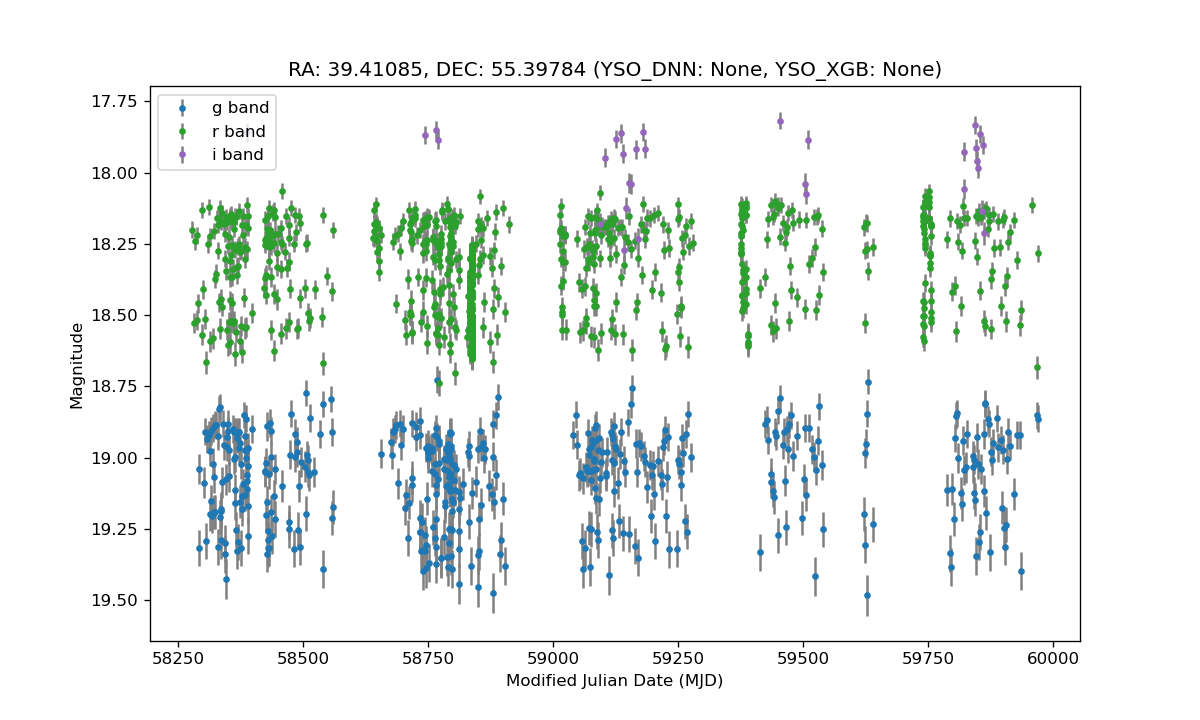 RA: 39.41085, DEC: 55.39784 (YSO_DNN: None, YSO_XGB: None)
g band
r band
i band
17.75
18.00
18.25
18.50
18.75
19.00
19.25
19.50
Magnitude
58250
58500
58750
59000
59250
59500
59750
60000
Modified Julian Date (MJD)